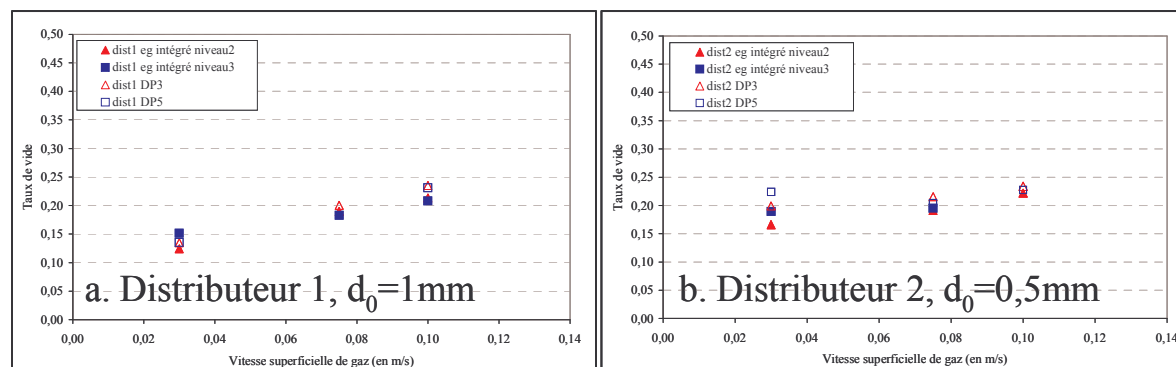 0,50
0,45
0,40
0,35
0,30
0,25
0,20
0,15
0,10
0,05
0,00
Taux de vide
dist1 eg intégré niveau2
dist1 eg intégré niveau3
dist1 DP3
dist1 DP5
a. Distributeur 1, d0=1mm
0,00 0,02 0,04 0,06 0,08 0,10 0,12 0,14
Vitesse superficielle de gaz (en m/s)
0,50
0,45
0,40
0,35
0,30
0,25
0,20
0,15
0,10
0,05
0,00
Taux de vide
dist2 eg intégré niveau2
dist2 eg intégré niveau3
dist2 DP3
dist2 DP5
b. Distributeur 2, d0=0,5mm
0,00 0,02 0,04 0,06 0,08 0,10 0,12 0,14
Vitesse superficielle de gaz (en m/s)